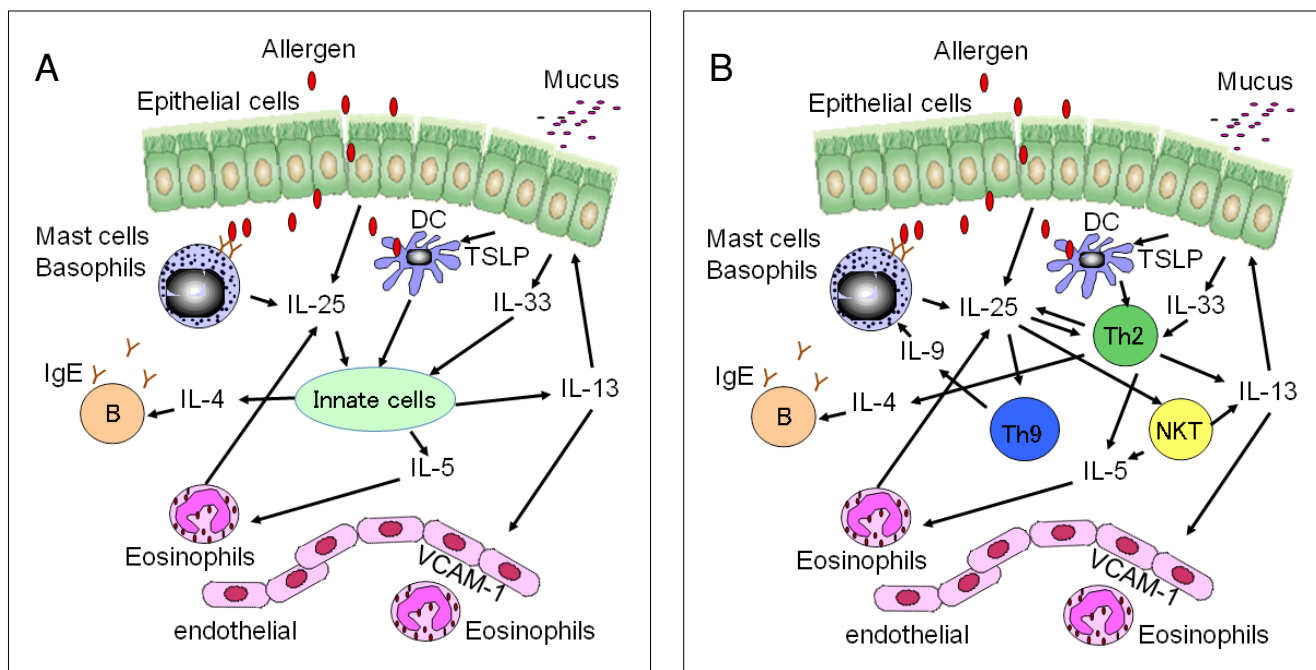 A
Allergen
Mucus
Epithelial cells
DC
TSLP
Mast cells
Basophils
IL-25
IL-33
IgE
B
IL-4
Innate cells
IL-13
IL-5
Eosinophils
VCAM-1
endothelial
Eosinophils
B
Allergen
Mucus
Epithelial cells
DC
TSLP
Mast cells
Basophils
IL-25
IL-33
Th2
IL-9
IgE
B
IL-4
Th9
NKT
IL-13
IL-5
Eosinophils
VCAM-1
endothelial
Eosinophils